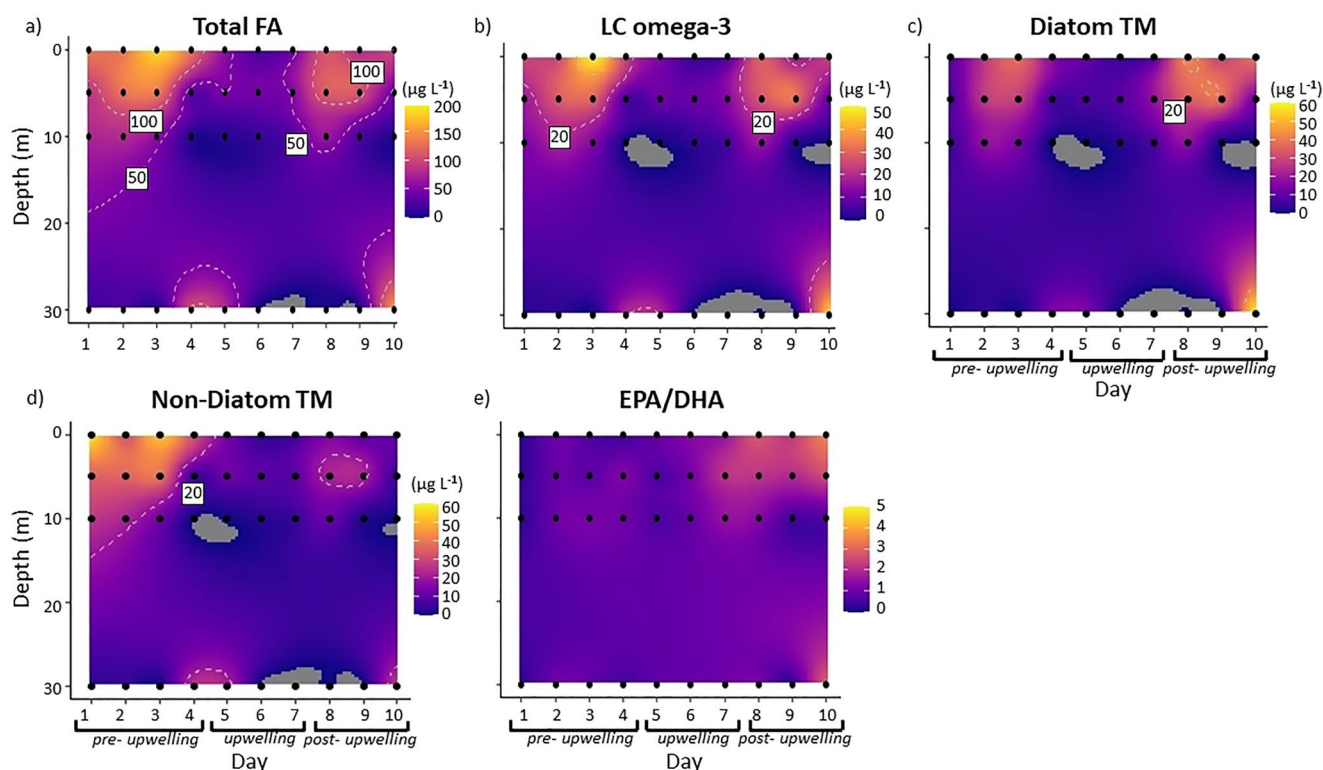 a) Total FA
0
10
20
30
Depth (m)
100
50
50
100
(µg L-1)
200
150
100
50
0
1 2 3 4 5 6 7 8 9 10
b) LC omega-3
20
20
(µg L-1)
50
40
30
20
10
0
1 2 3 4 5 6 7 8 9 10
c) Diatom TM
20
(µg L-1)
60
50
40
30
20
10
0
1 2 3 4 5 6 7 8 9 10
pre- upwelling upwelling post- upwelling
Day
d) Non-Diatom TM
0
10
20
30
Depth (m)
20
(µg L-1)
60
50
40
30
20
10
0
1 2 3 4 5 6 7 8 9 10
pre- upwelling upwelling post- upwelling
Day
e) EPA/DHA
5
4
3
2
1
0
1 2 3 4 5 6 7 8 9 10
pre- upwelling upwelling post- upwelling
Day